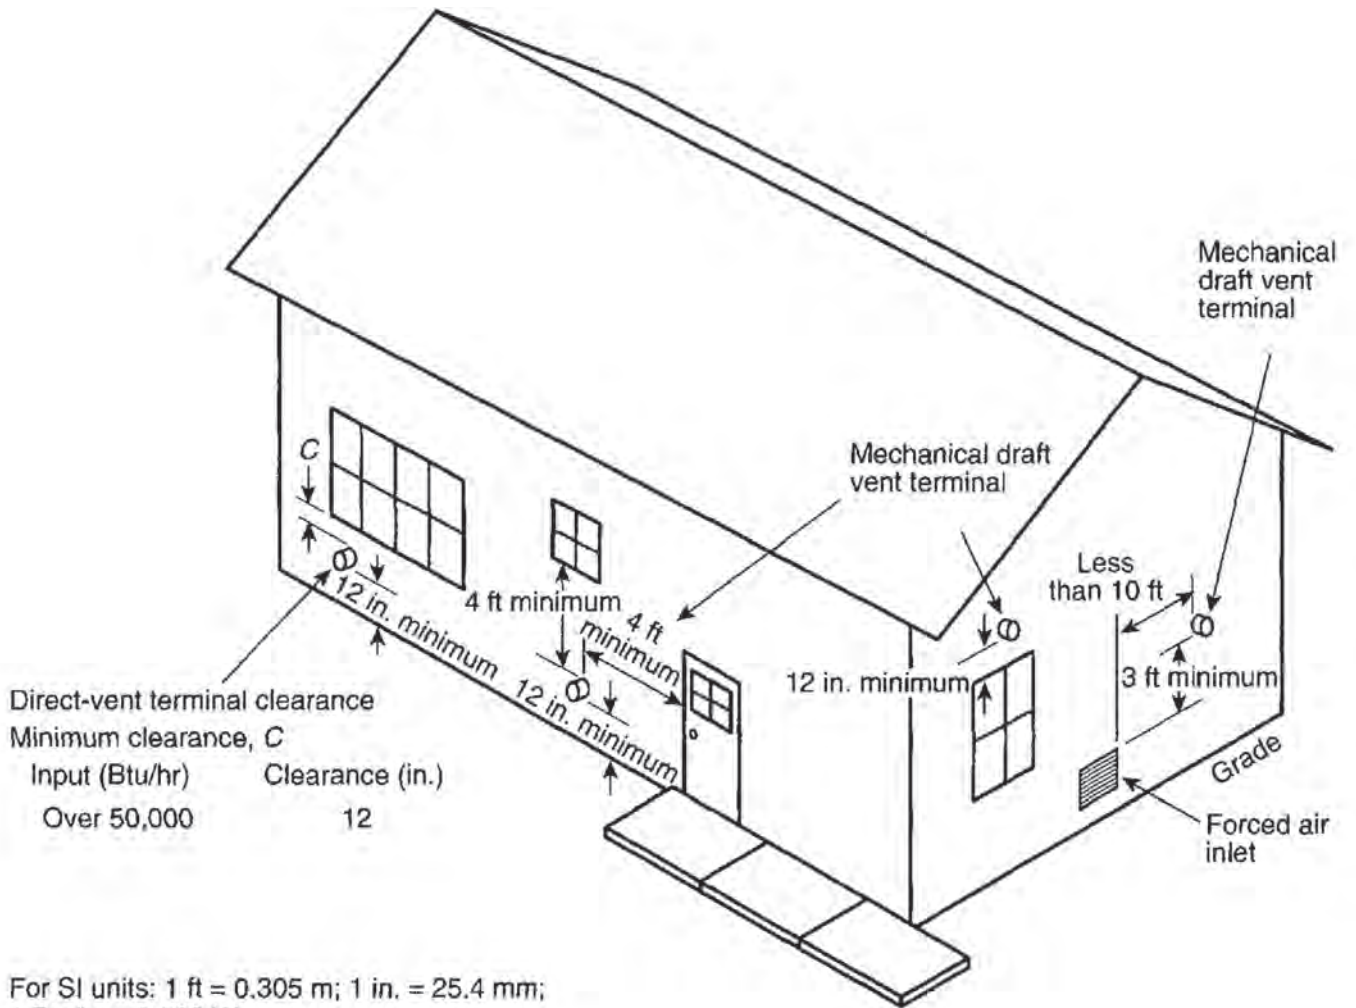 Mechanical
draft vent
terminal
Mechanical draft
vent terminal
C
Less
than 10 ft
12 in. minimum
4 ft minimum
4 ft
minimum
12 in. minimum
12 in. minimum
3 ft minimum
Grade
Forced air
inlet
Direct-vent terminal clearance
Minimum clearance, C
Input (Btu/hr) Clearance (in.)
Over 50,000 12
For SI units: 1 ft = 0.305 m; 1 in. = 25.4 mm;